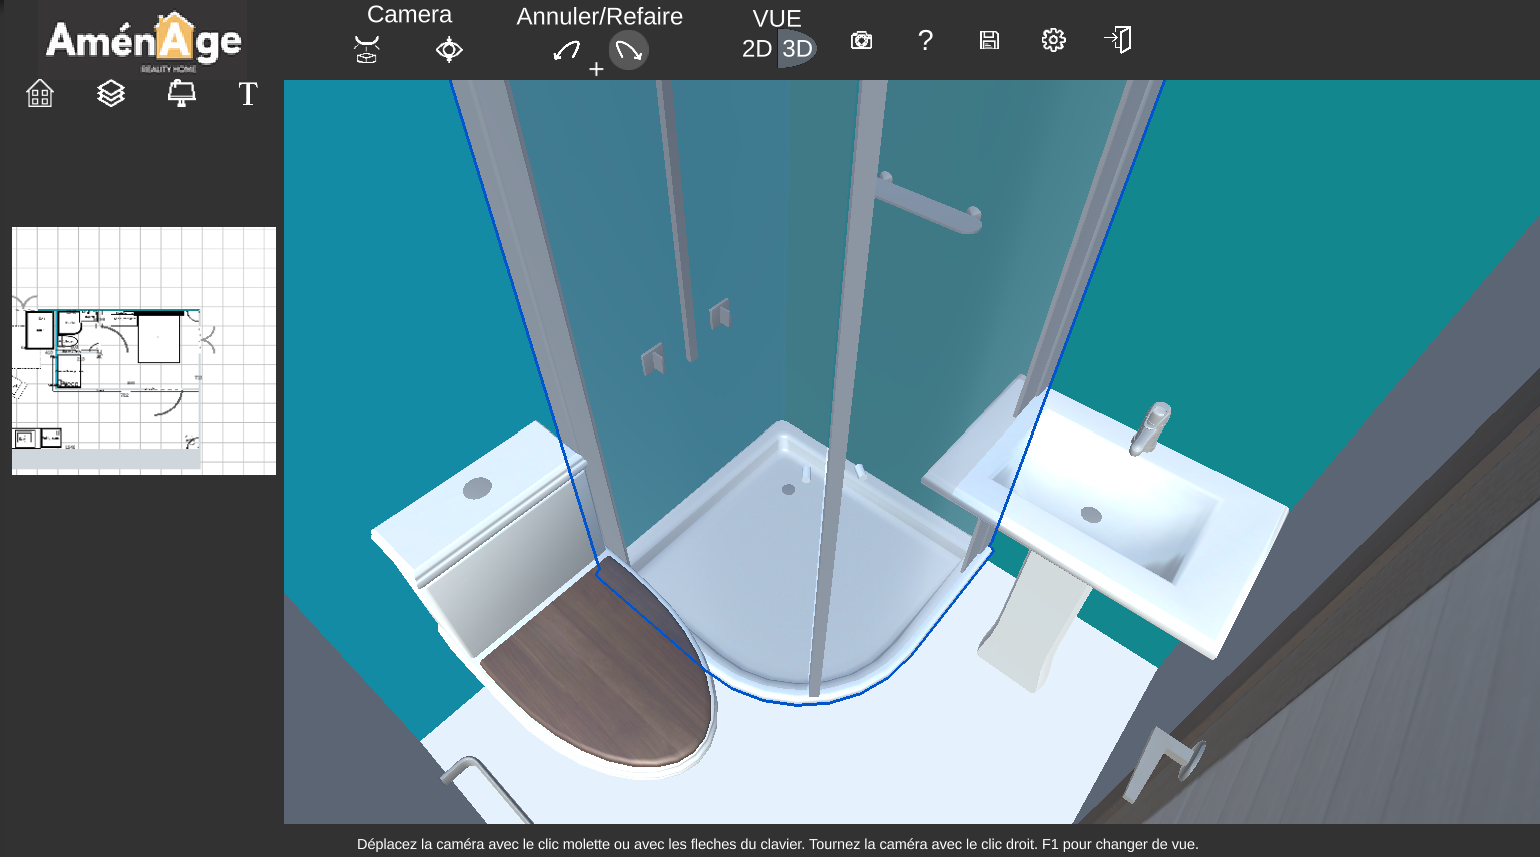 AménAge
REALITY HOME
Camera
Annuler/Refaire
VUE
2D 3D
?
T
Déplacez la caméra avec le clic molette ou avec les fleches du clavier. Tournez la caméra avec le clic droit. F1 pour changer de vue.